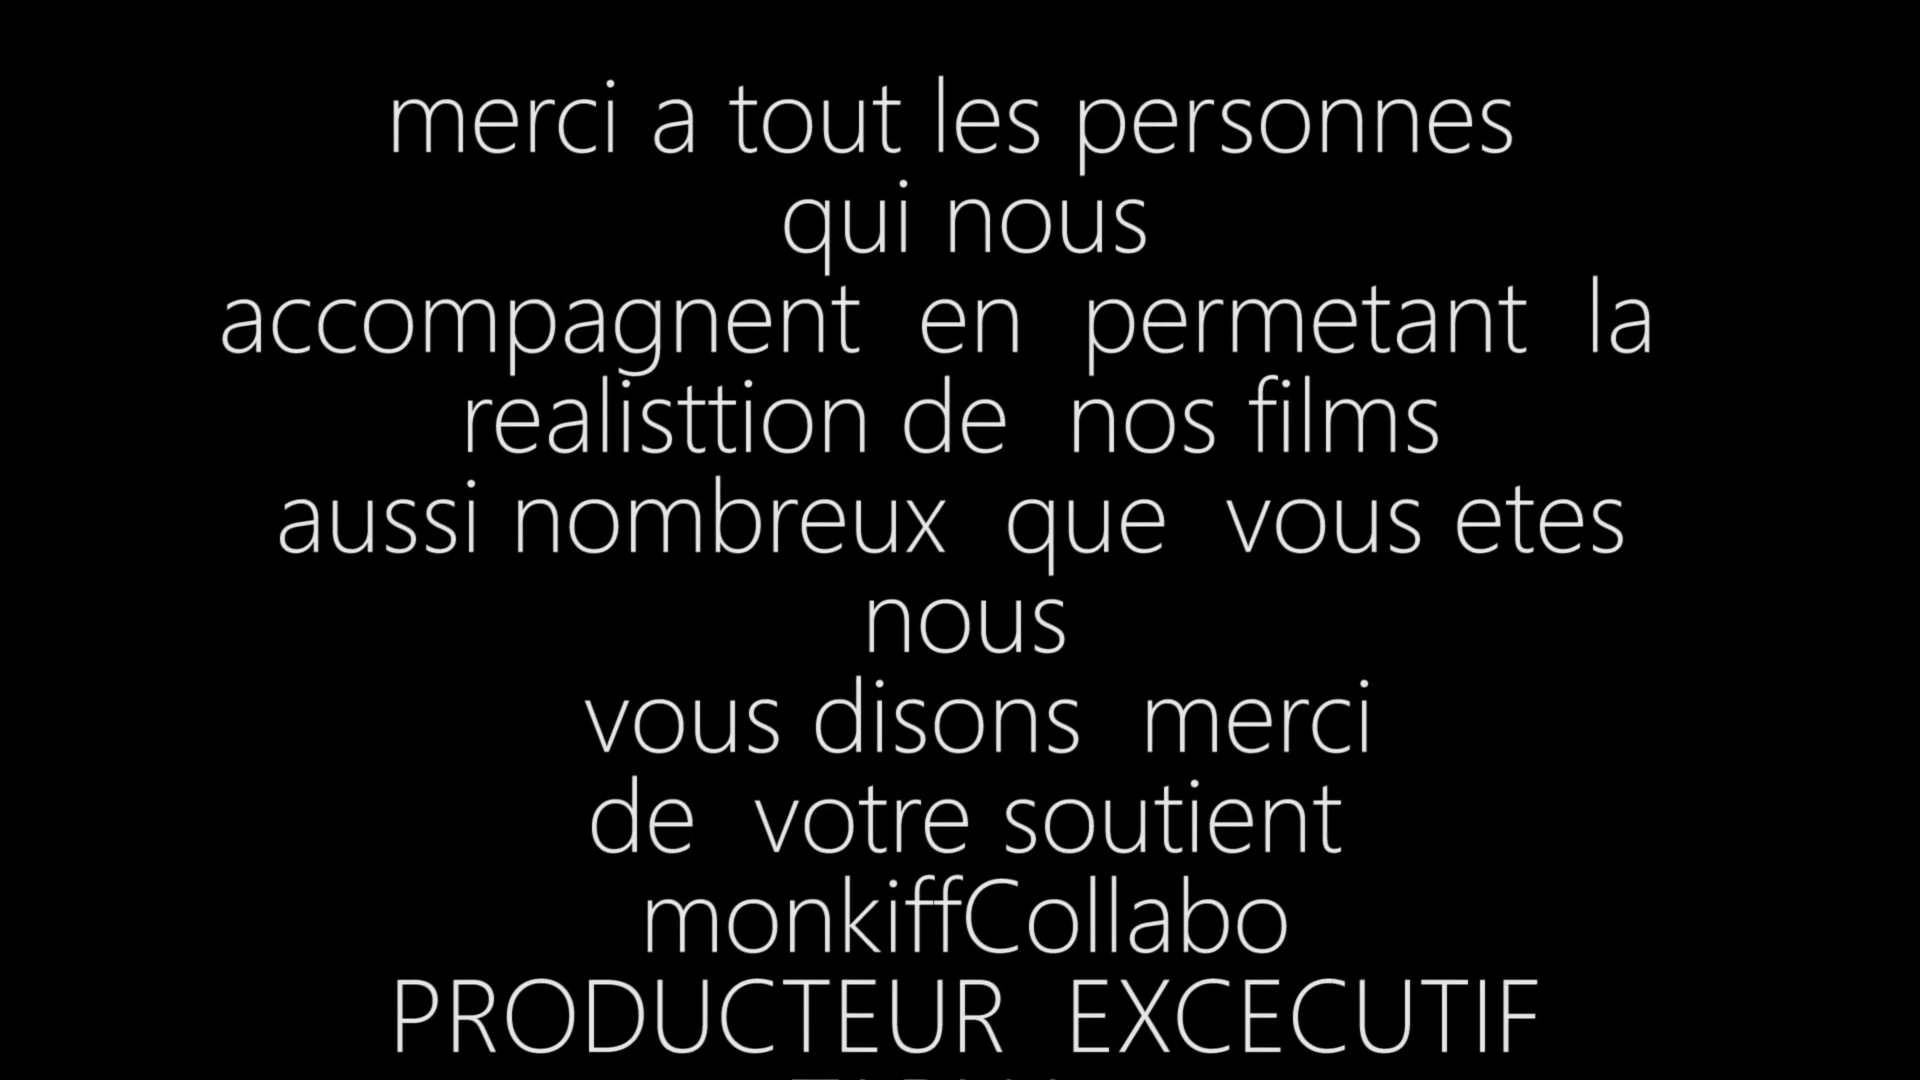 merci a tout les personnes
qui nous
accompagnent en permetant la
realisttion de nos films
aussi nombreux que vous etes
nous
vous disons merci
de votre soutient
monkiffCollabo
PRODUCTEUR EXCECUTIF